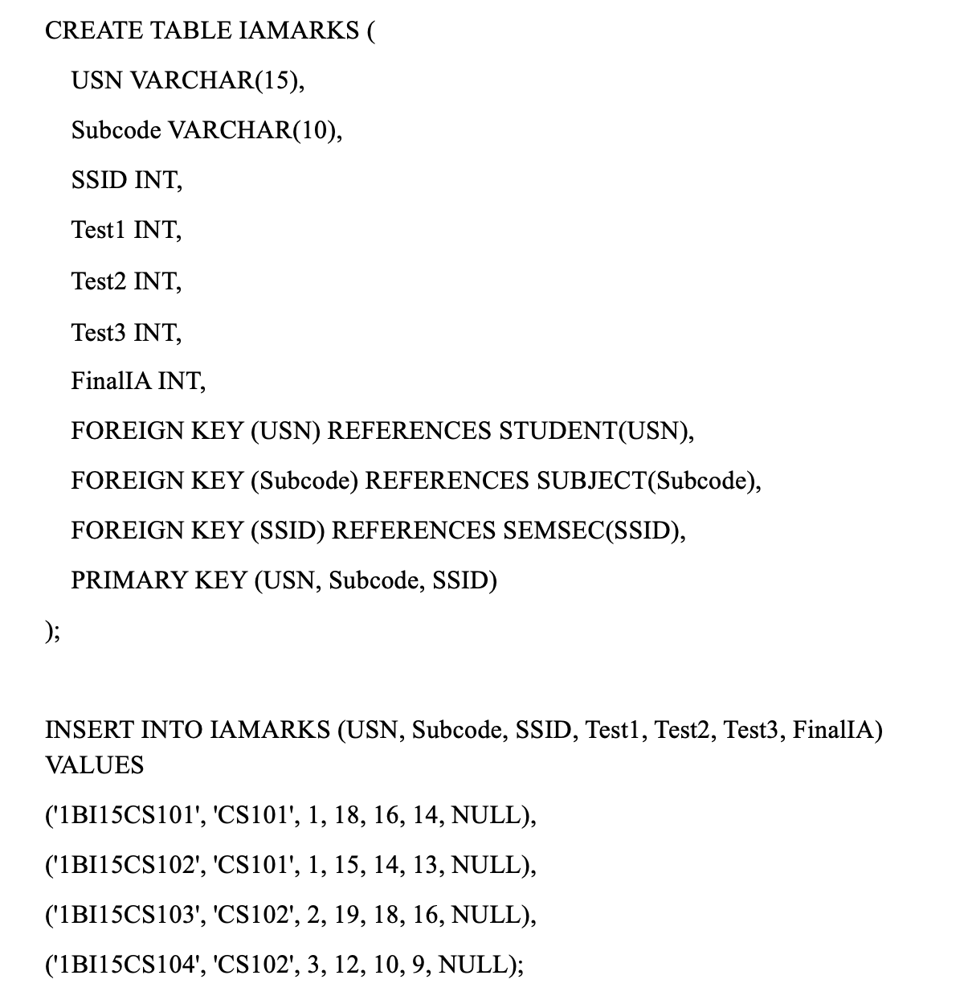 CREATE TABLE IAMARKS (
USN VARCHAR(15),
Subcode VARCHAR(10),
SSID INT,
Test1 INT,
Test2 INT,
Test3 INT,
FinalIA INT,
FOREIGN KEY (USN) REFERENCES STUDENT(USN),
FOREIGN KEY (Subcode) REFERENCES SUBJECT(Subcode),
FOREIGN KEY (SSID) REFERENCES SEMSEC(SSID),
PRIMARY KEY (USN, Subcode, SSID)
);
INSERT INTO IAMARKS (USN, Subcode, SSID, Test1, Test2, Test3, FinalIA)
VALUES
('1BI15CS101', 'CS101', 1, 18, 16, 14, NULL),
('1BI15CS102', 'CS101', 1, 15, 14, 13, NULL),
('1BI15CS103', 'CS102', 2, 19, 18, 16, NULL),
('1BI15CS104', 'CS102', 3, 12, 10, 9, NULL);